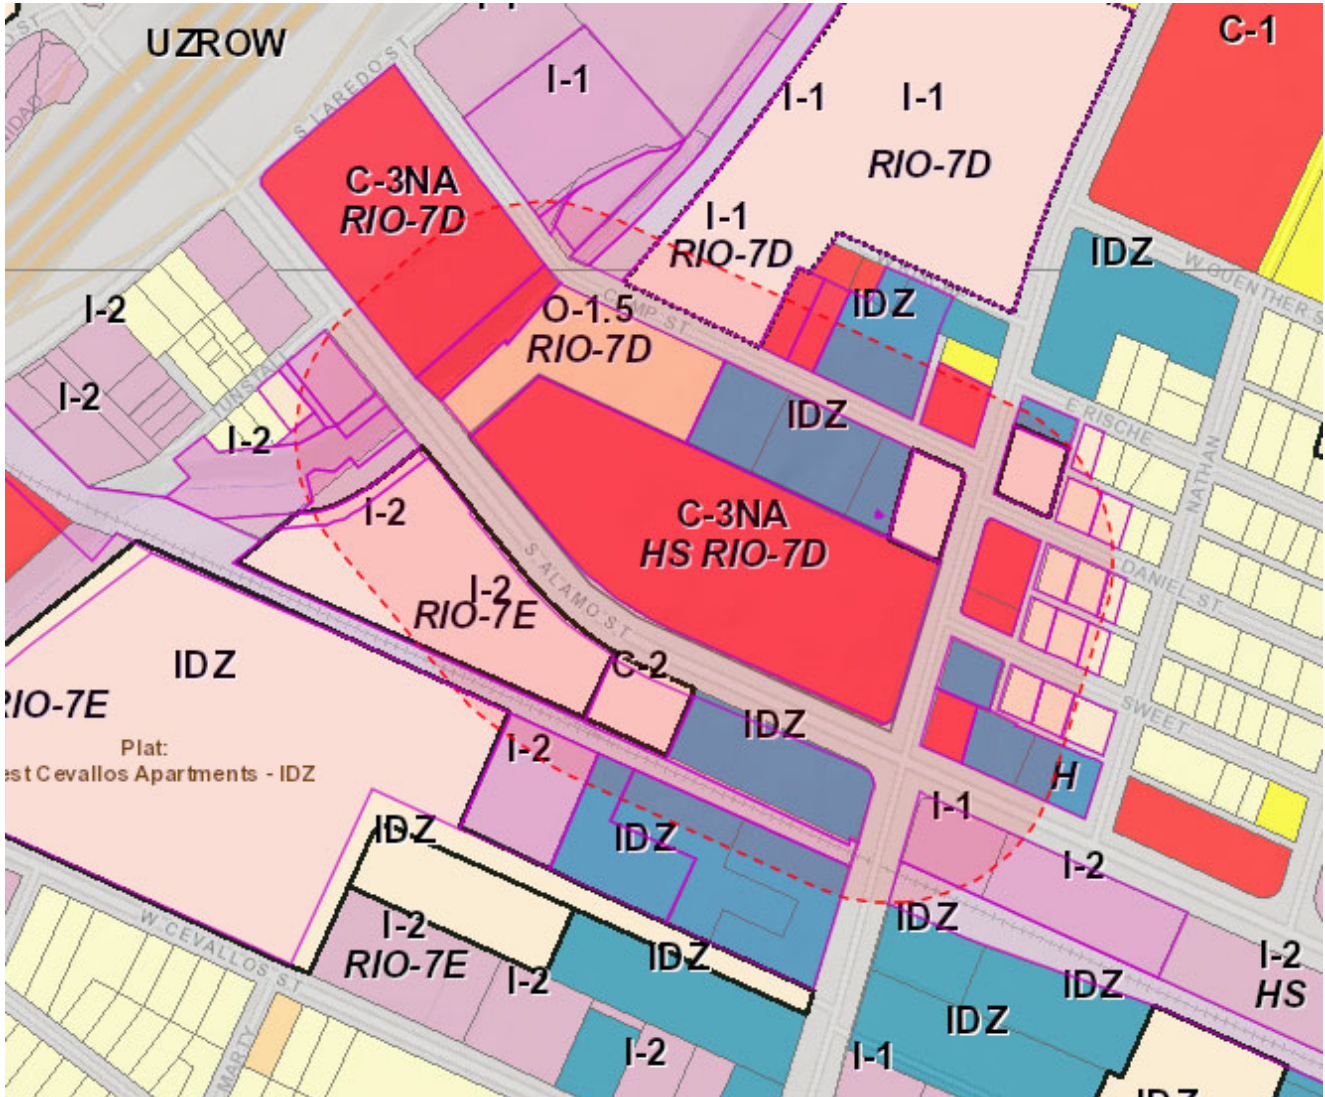 UZROW
C-1
I-1
I-1
I-1
RIO-7D
S LAREDO ST
C-3NA
RIO-7D
I-1
RIO-7D
IDZ
W GUENTHER S
I-2
O-1.5
RIO-7D
CAMP ST
IDZ
I-2
TUNSTALL
IDZ
E RISCHE
I-2
NATHAN
I-2
C-3NA
HS RIO-7D
S ALAMO ST
DANIEL ST
I-2
RIO-7E
IDZ
C-2
RIO-7E
SWEET
IDZ
Plat:
est Cevallos Apartments - IDZ
I-2
H
I-1
IDZ
IDZ
I-2
W CEVALLOS ST
I-2
RIO-7E
IDZ
IDZ
I-2
IDZ
I-2
HS
IDZ
I-2
I-1
MARTY
IDZ